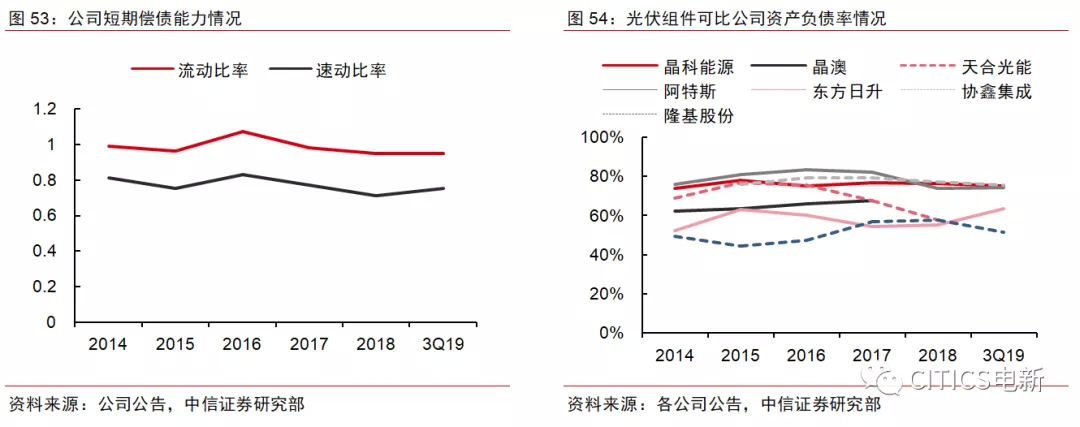 图 53：公司短期偿债能力情况
流动比率 速动比率
1.2
1
0.8
0.6
0.4
0.2
0
2014 2015 2016 2017 2018 3Q19
资料来源：公司公告，中信证券研究部
图 54：光伏组件可比公司资产负债率情况
晶科能源 晶澳 天合光能
阿特斯 东方日升 协鑫集成
隆基股份
100%
80%
60%
40%
20%
0%
2014 2015 2016 2017 2018 3Q19
CITICS电新
资料来源：各公司公告，中信证券研究部